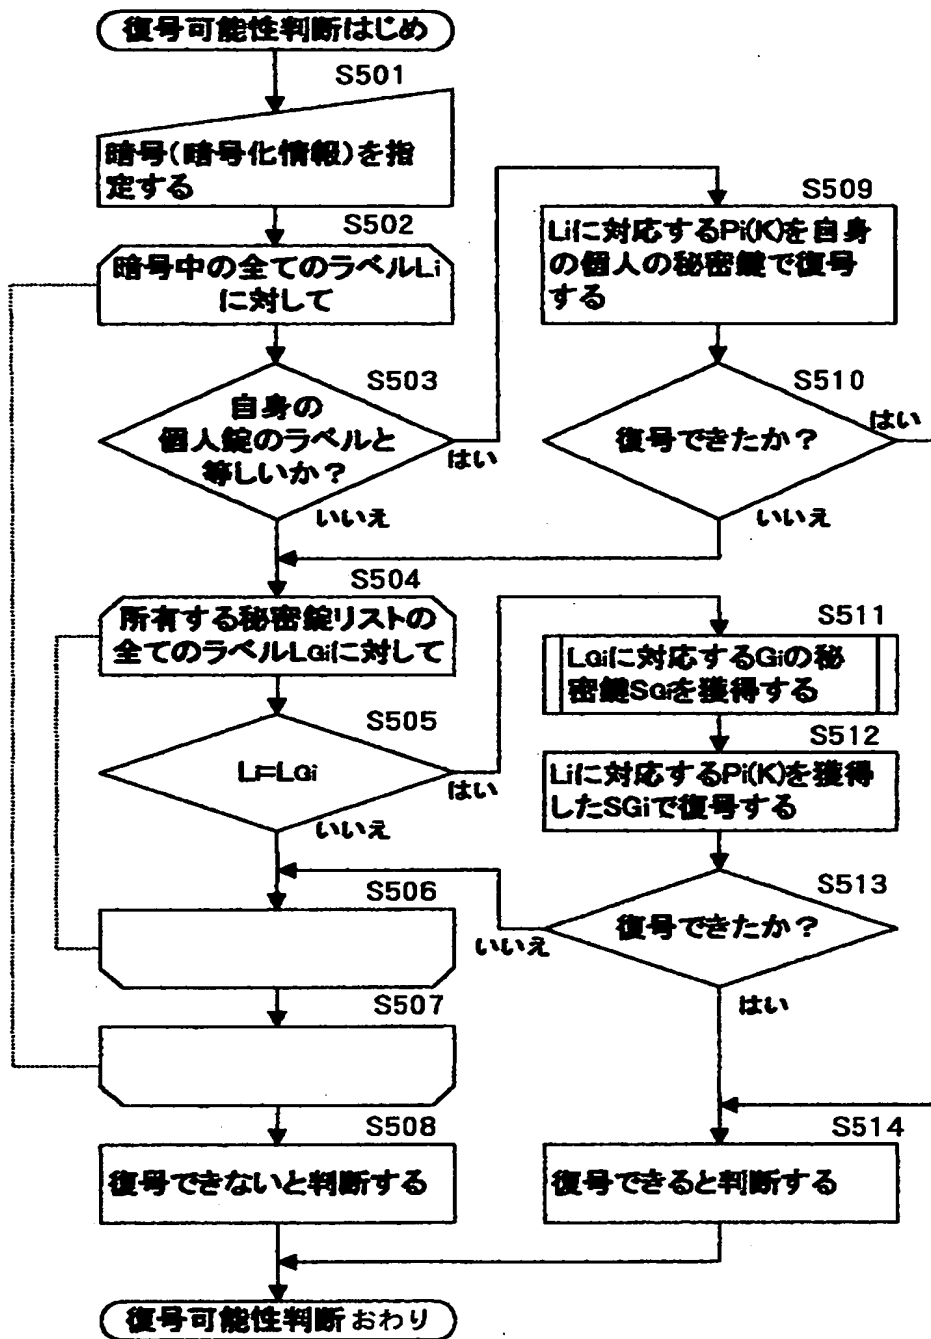 復号可能性判断はじめ
S501
暗号(暗号化情報)を指
定する
S502
暗号中の全てのラベルLi
に対して
S503
自身の
個人錠のラベルと
等しいか?
はい
いいえ
S509
Liに対応するPi(K)を自身
の個人の秘密鍵で復号
する
S510
復号できたか?
はい
いいえ
S504
所有する秘密錠リストの
全てのラベルLGiに対して
S505
Li=LGi
はい
いいえ
S511
LGiに対応するGiの秘
密鍵SGiを獲得する
S512
Liに対応するPi(K)を獲得
したSGiで復号する
S513
復号できたか?
いいえ
はい
S506
S507
S508
復号できないと判断する
S514
復号できると判断する
復号可能性判断おわり